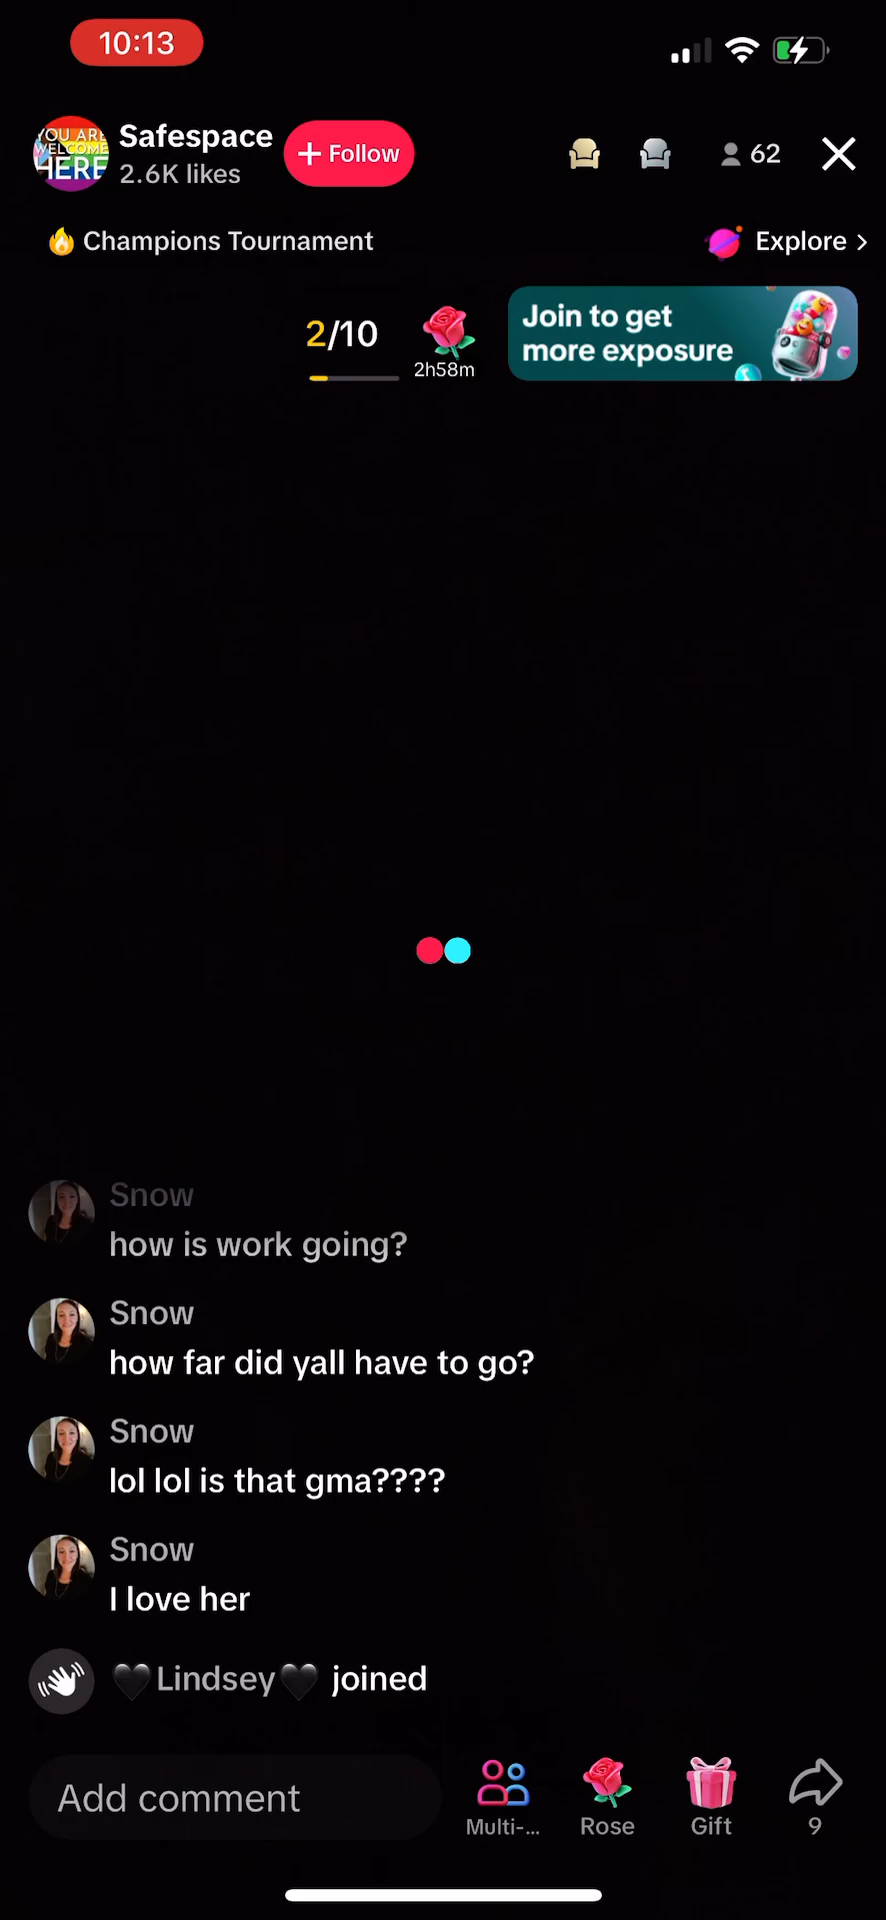 10:13
YOU ARE
WELCOME
HERE
Safespace
2.6K likes
+ Follow
62
🔥 Champions Tournament
Explore >
2/10
2h58m
Join to get
more exposure
Snow
how is work going?
Snow
how far did yall have to go?
Snow
lol lol is that gma????
Snow
I love her
🖤Lindsey🖤 joined
Add comment
Multi-...
Rose
Gift
9